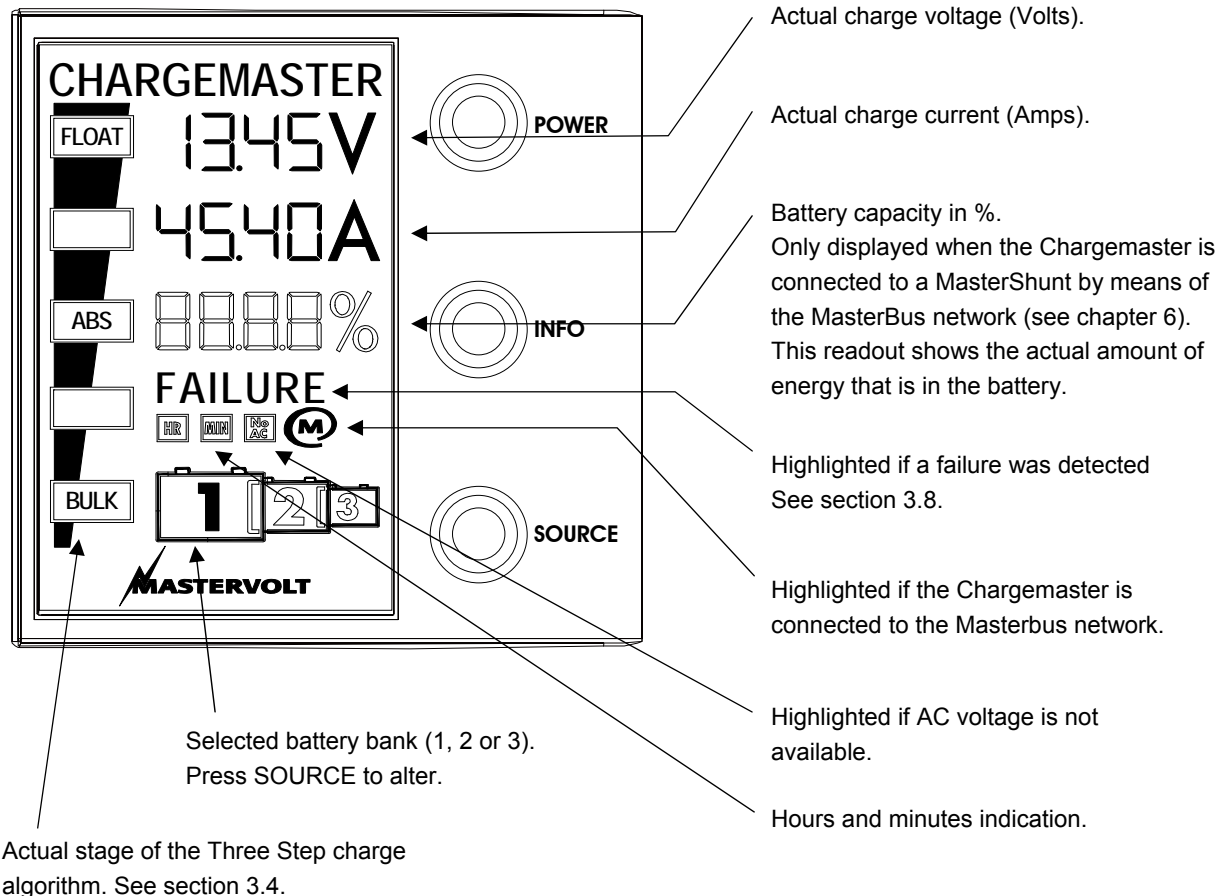 CHARGEMASTER
FLOAT
13.45V
POWER
45.40A
ABS
88.8.8%
INFO
FAILURE
HR MIN No AC M
BULK
1 2 3
SOURCE
MASTERVOLT
Actual charge voltage (Volts).
Actual charge current (Amps).
Battery capacity in %.
Only displayed when the Chargemaster is
connected to a MasterShunt by means of
the MasterBus network (see chapter 6).
This readout shows the actual amount of
energy that is in the battery.
Highlighted if a failure was detected
See section 3.8.
Highlighted if the Chargemaster is
connected to the Masterbus network.
Highlighted if AC voltage is not
available.
Hours and minutes indication.
Selected battery bank (1, 2 or 3).
Press SOURCE to alter.
Actual stage of the Three Step charge
algorithm. See section 3.4.